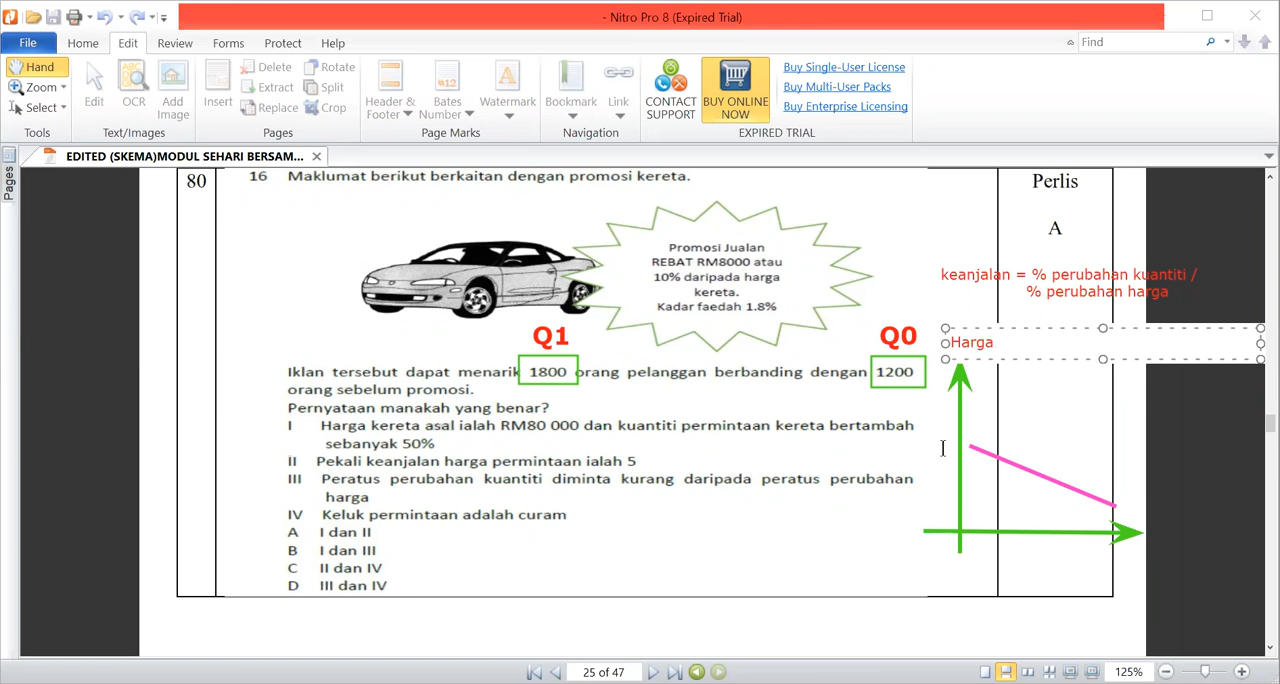 - Nitro Pro 8 (Expired Trial)
File Home Edit Review Forms Protect Help Find
Hand
Zoom
Select
Tools
Edit OCR Add Image
Text/Images
Insert Delete Extract Replace Rotate Split Crop
Pages
Header & Footer Bates Number Watermark
Page Marks
Bookmark Link
Navigation
CONTACT SUPPORT BUY ONLINE NOW
Buy Single-User License
Buy Multi-User Packs
Buy Enterprise Licensing
EXPIRED TRIAL
EDITED (SKEMA)MODUL SEHARI BERSAM...
Pages
80 16 Maklumat berikut berkaitan dengan promosi kereta. Perlis
A
Promosi Jualan
REBAT RM8000 atau
10% daripada harga
kereta.
Kadar faedah 1.8%
keanjalan = % perubahan kuantiti /
% perubahan harga
Q1 Q0
Harga
Iklan tersebut dapat menarik 1800 orang pelanggan berbanding dengan 1200
orang sebelum promosi.
Pernyataan manakah yang benar?
I Harga kereta asal ialah RM80 000 dan kuantiti permintaan kereta bertambah
sebanyak 50%
II Pekali keanjalan harga permintaan ialah 5
III Peratus perubahan kuantiti diminta kurang daripada peratus perubahan
harga
IV Keluk permintaan adalah curam
A I dan II
B I dan III
C II dan IV
D III dan IV
25 of 47
125%